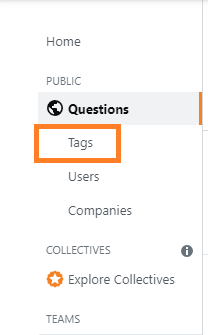 Home
PUBLIC
Questions
Tags
Users
Companies
COLLECTIVES
Explore Collectives
TEAMS